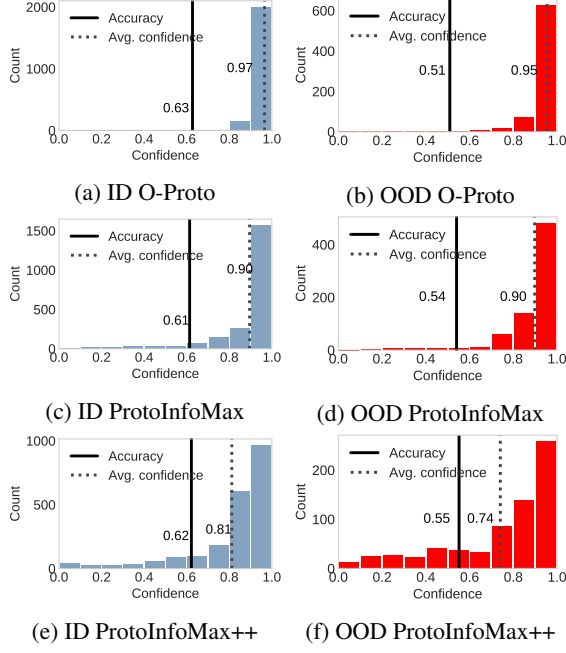 2000
1000
0
Count
Accuracy
Avg. confidence
0.97
0.63
0.0 0.2 0.4 0.6 0.8 1.0
Confidence
(a) ID O-Proto
600
400
200
0
Count
Accuracy
Avg. confidence
0.51
0.95
0.0 0.2 0.4 0.6 0.8 1.0
Confidence
(b) OOD O-Proto
1500
1000
500
0
Count
Accuracy
Avg. confidence
0.90
0.61
0.0 0.2 0.4 0.6 0.8 1.0
Confidence
(c) ID ProtoInfoMax
400
200
0
Count
Accuracy
Avg. confidence
0.54
0.90
0.0 0.2 0.4 0.6 0.8 1.0
Confidence
(d) OOD ProtoInfoMax
1000
500
0
Count
Accuracy
Avg. confidence
0.62
0.81
0.0 0.2 0.4 0.6 0.8 1.0
Confidence
(e) ID ProtoInfoMax++
200
100
0
Count
Accuracy
Avg. confidence
0.55
0.74
0.0 0.2 0.4 0.6 0.8 1.0
Confidence
(f) OOD ProtoInfoMax++